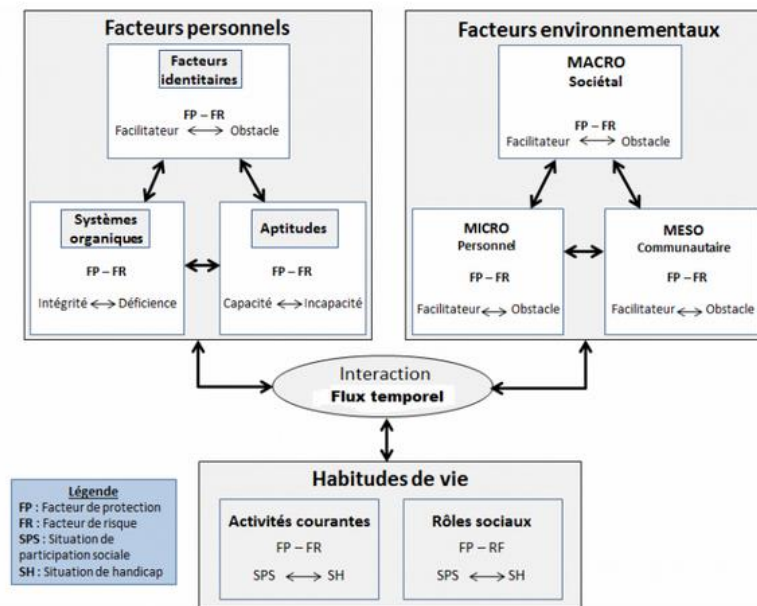 Facteurs personnels
Facteurs
identitaires
FP – FR
Facilitateur Obstacle
Systèmes
organiques
FP – FR
Intégrité Déficience
Aptitudes
FP – FR
Capacité Incapacité
Facteurs environnementaux
MACRO
Sociétal
FP – FR
Facilitateur Obstacle
MICRO
Personnel
FP – FR
Facilitateur Obstacle
MESO
Communautaire
FP – FR
Facilitateur Obstacle
Interaction
Flux temporel
Habitudes de vie
Activités courantes
FP – FR
SPS SH
Rôles sociaux
FP – RF
SPS SH
Légende
FP : Facteur de protection
FR : Facteur de risque
SPS : Situation de
participation sociale
SH : Situation de handicap